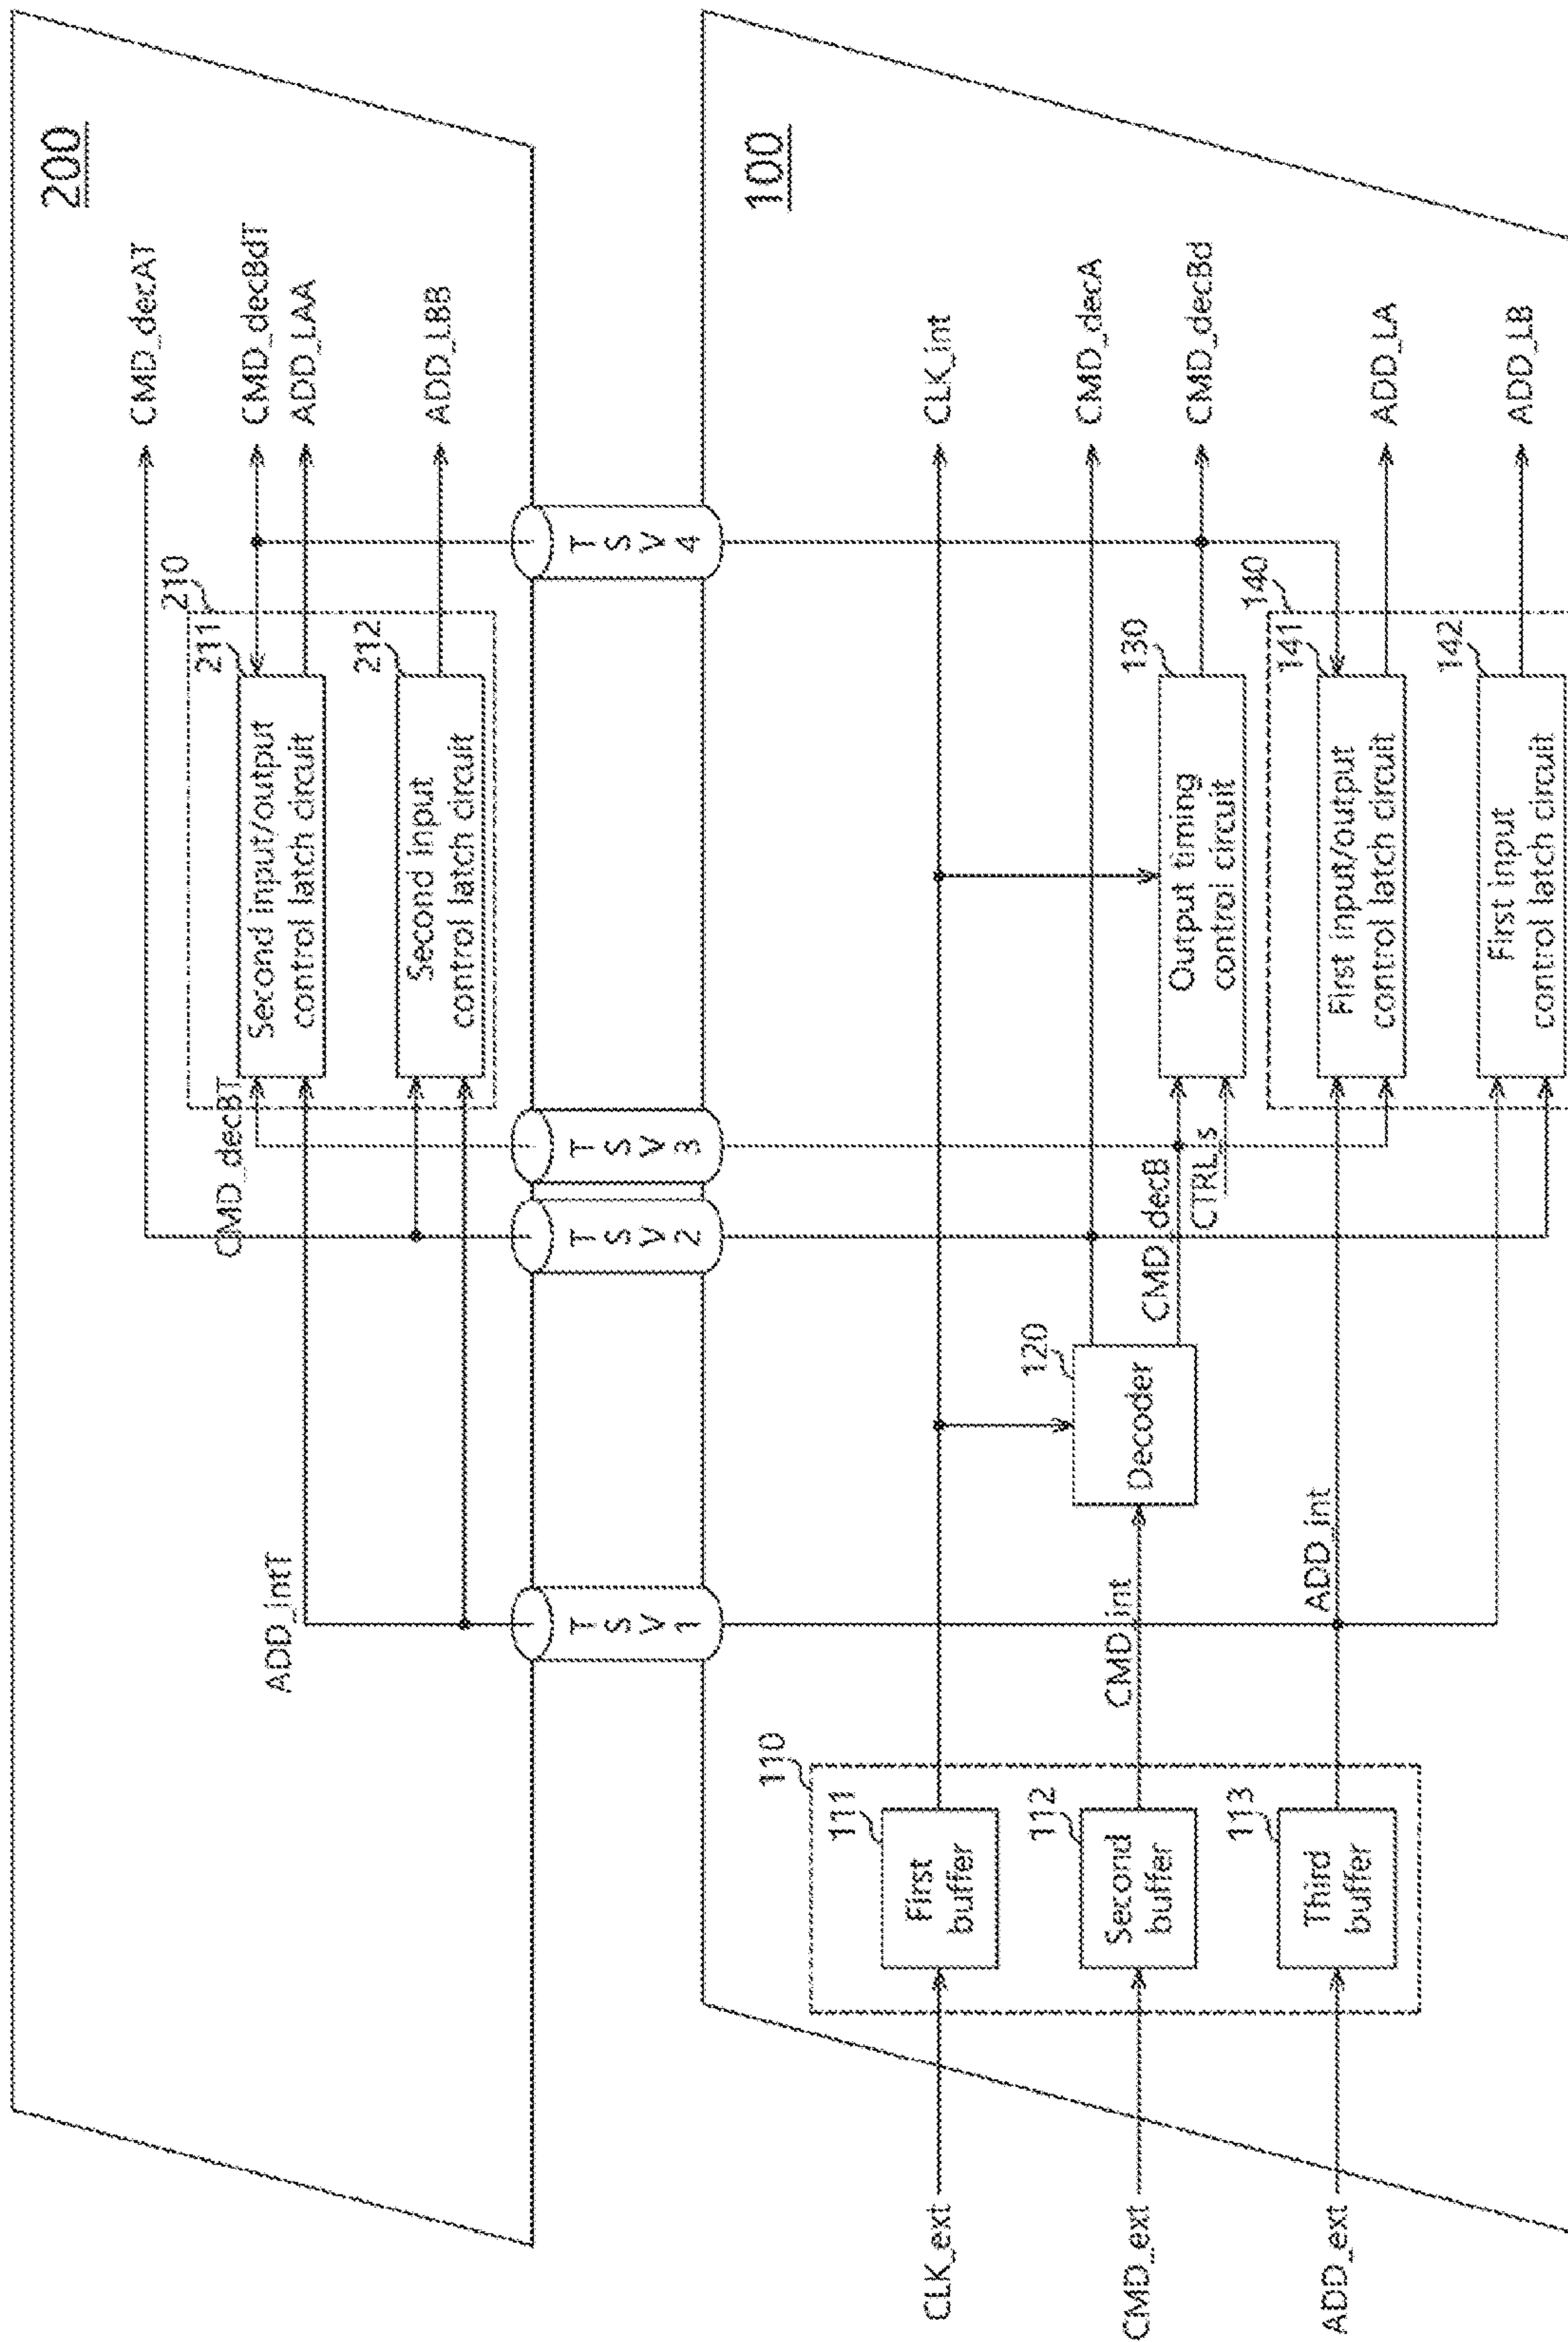 200
CMD_decAT
CMD_decBdT
ADD_LAA
ADD_LBB
210
211
Second input/output
control latch circuit
212
Second input
control latch circuit
CMD_decBT
ADD_intT
TSV1
TSV2
TSV3
TSV4
100
CLK_int
CMD_decA
CMD_decBd
ADD_LA
ADD_LB
110
111
First
buffer
112
Second
buffer
113
Third
buffer
CLK_ext
CMD_ext
ADD_ext
CMD_int
ADD_int
120
Decoder
CMD_decB
CTRL_s
130
Output timing
control circuit
140
141
First input/output
control latch circuit
142
First input
control latch circuit